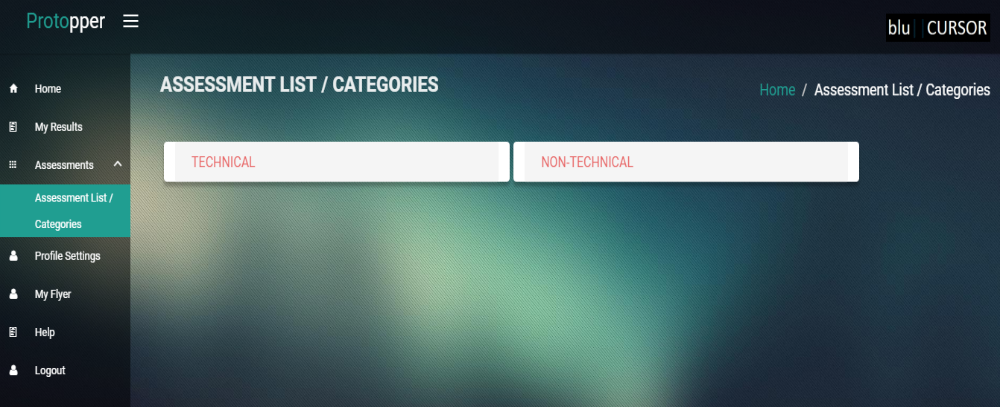 Protopper
blu CURSOR
ASSESSMENT LIST / CATEGORIES
Home / Assessment List / Categories
Home
My Results
Assessments
Assessment List /
Categories
Profile Settings
My Flyer
Help
Logout
TECHNICAL
NON-TECHNICAL